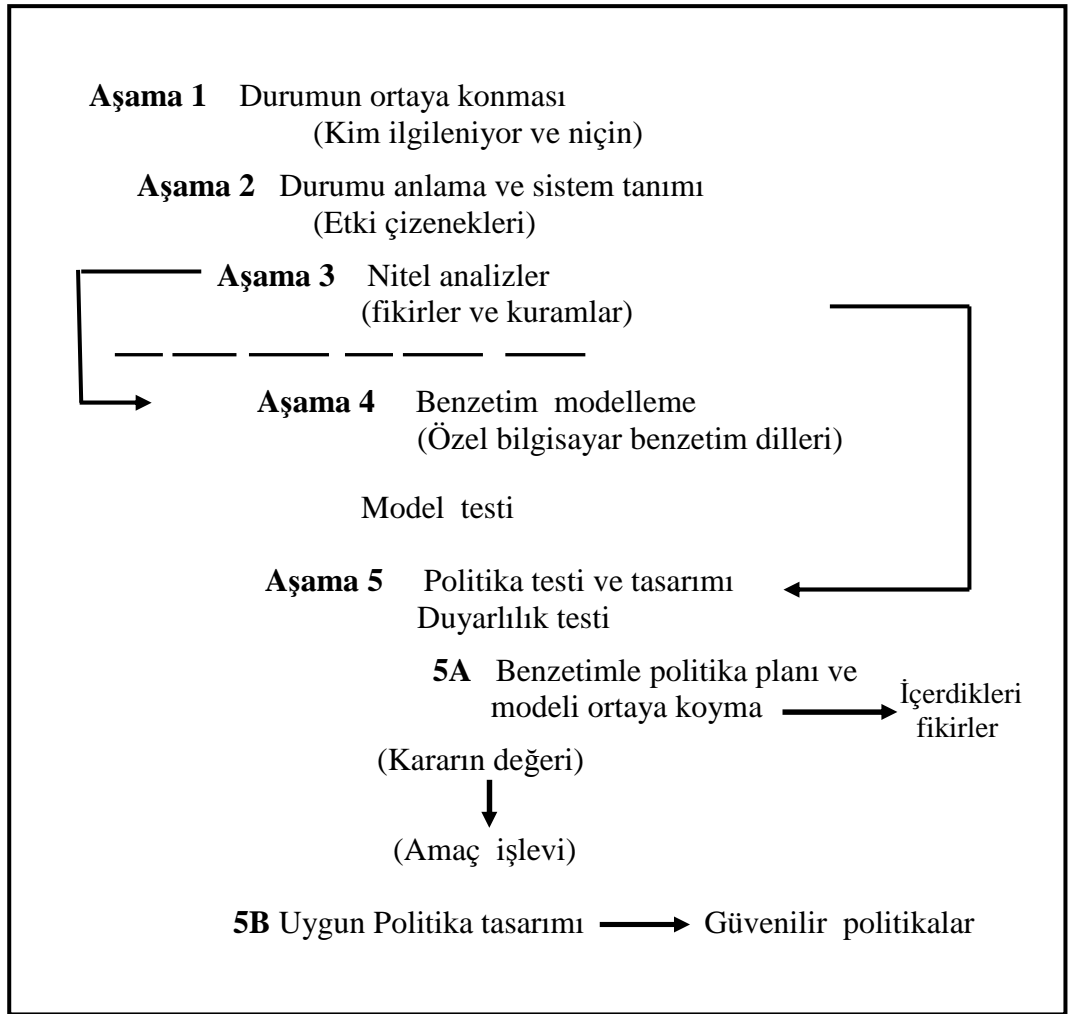 Aşama 1 Durumun ortaya konması
(Kim ilgileniyor ve niçin)
Aşama 2 Durumu anlama ve sistem tanımı
(Etki çizenekleri)
Aşama 3 Nitel analizler
(fikirler ve kuramlar)
Aşama 4 Benzetim modelleme
(Özel bilgisayar benzetim dilleri)
Model testi
Aşama 5 Politika testi ve tasarımı
Duyarlılık testi
5A Benzetimle politika planı ve
modeli ortaya koyma
İçerdikleri
fikirler
(Kararın değeri)
(Amaç işlevi)
5B Uygun Politika tasarımı Güvenilir politikalar